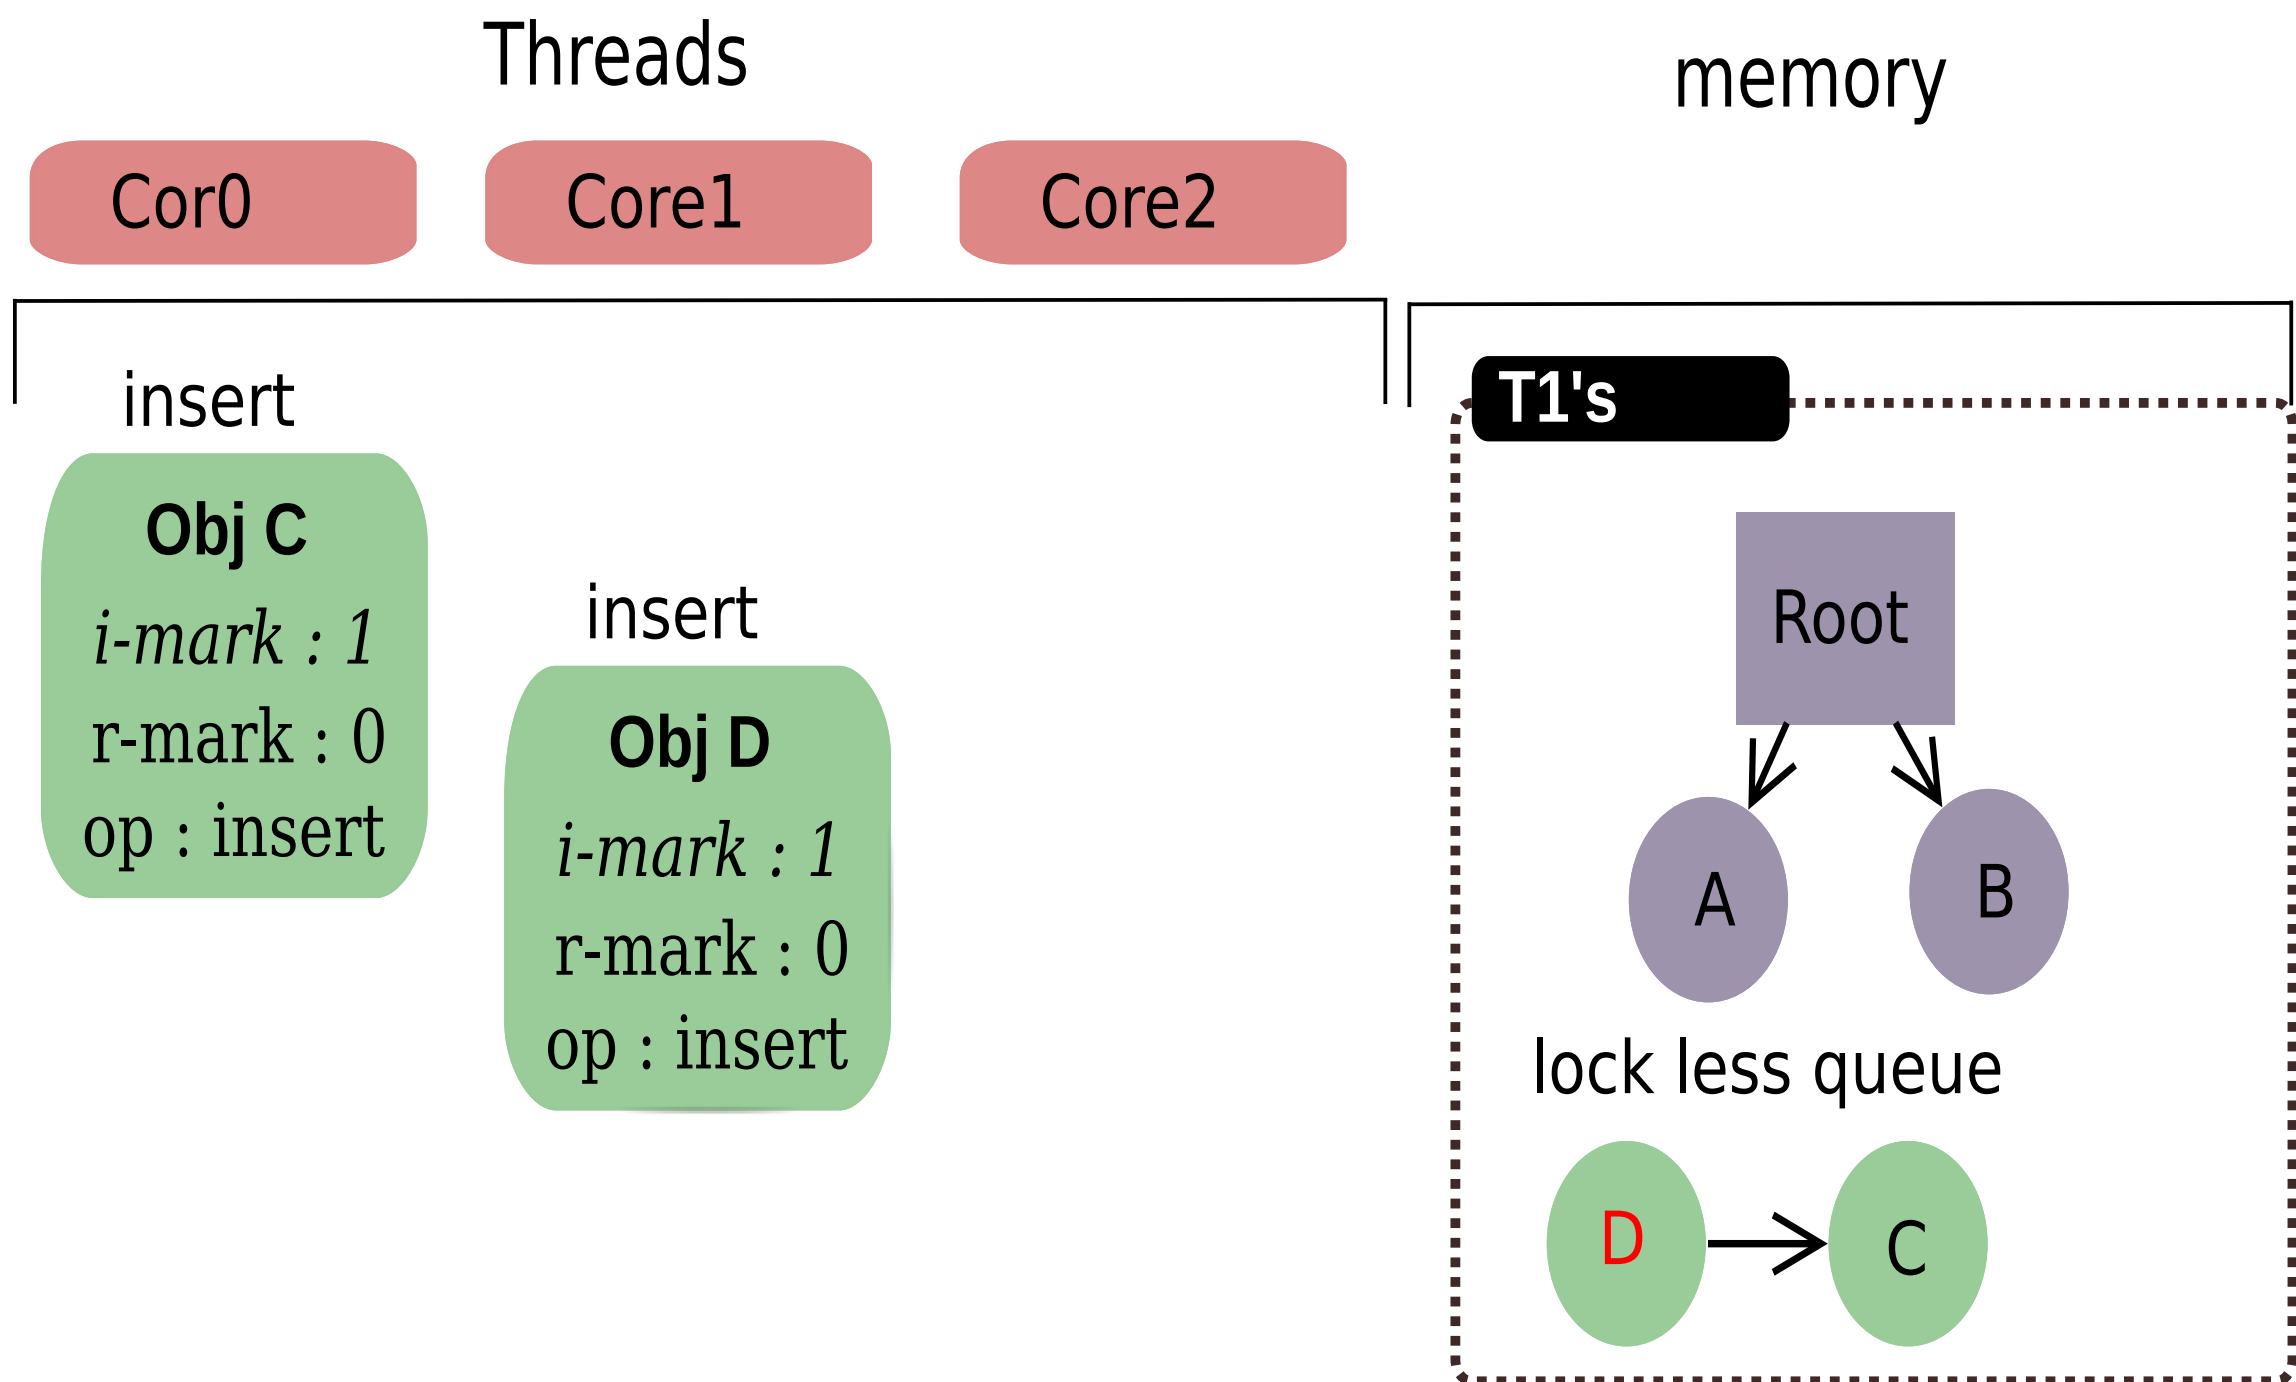 Threads
memory
Cor0
Core1
Core2
insert
Obj C
i-mark : 1
r-mark : 0
op : insert
insert
Obj D
i-mark : 1
r-mark : 0
op : insert
T1's
Root
A
B
lock less queue
D
C